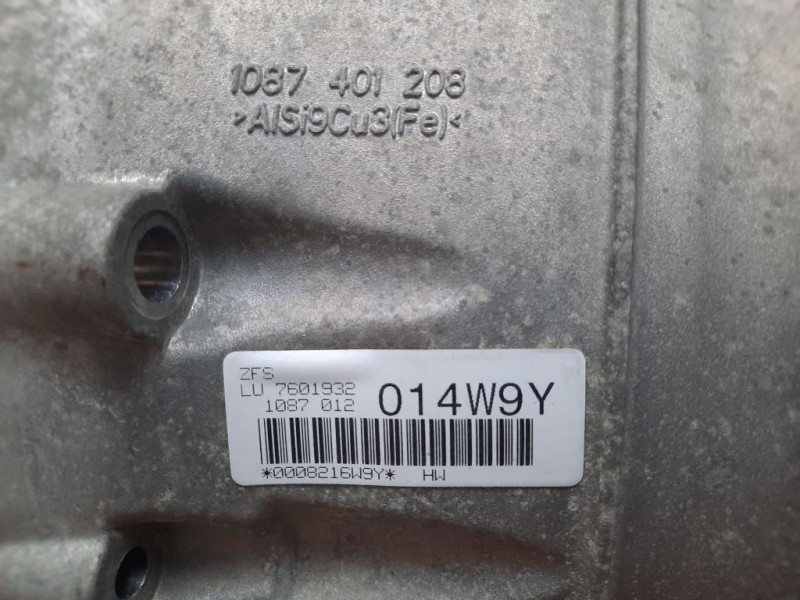 1087 401 208
>AlSi9Cu3(Fe)<
ZFS
LU 7601932
1087 012
014W9Y
*0008216W9Y* HW